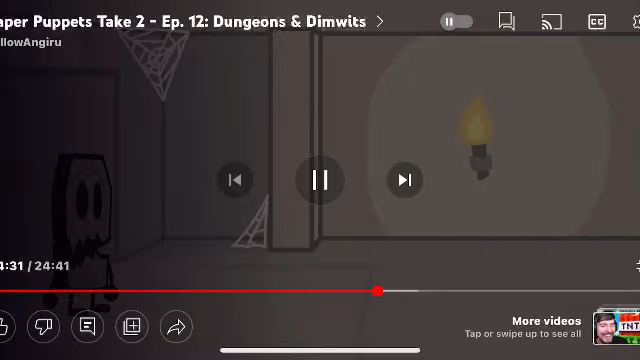 aper Puppets Take 2 - Ep. 12: Dungeons & Dimwits
llowAngiru
CC
4:31 / 24:41
More videos
Tap or swipe up to see all
TNT